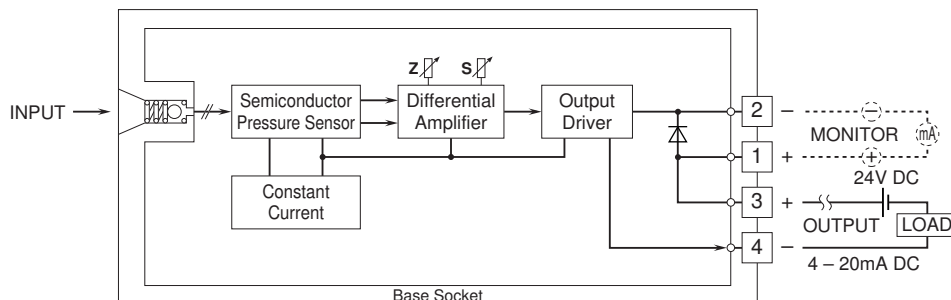 INPUT
Semiconductor
Pressure Sensor
Z
S
Differential
Amplifier
Output
Driver
Constant
Current
2 –
MONITOR
mA
1 +
24V DC
3 +
OUTPUT
LOAD
4 –
4 – 20mA DC
Base Socket